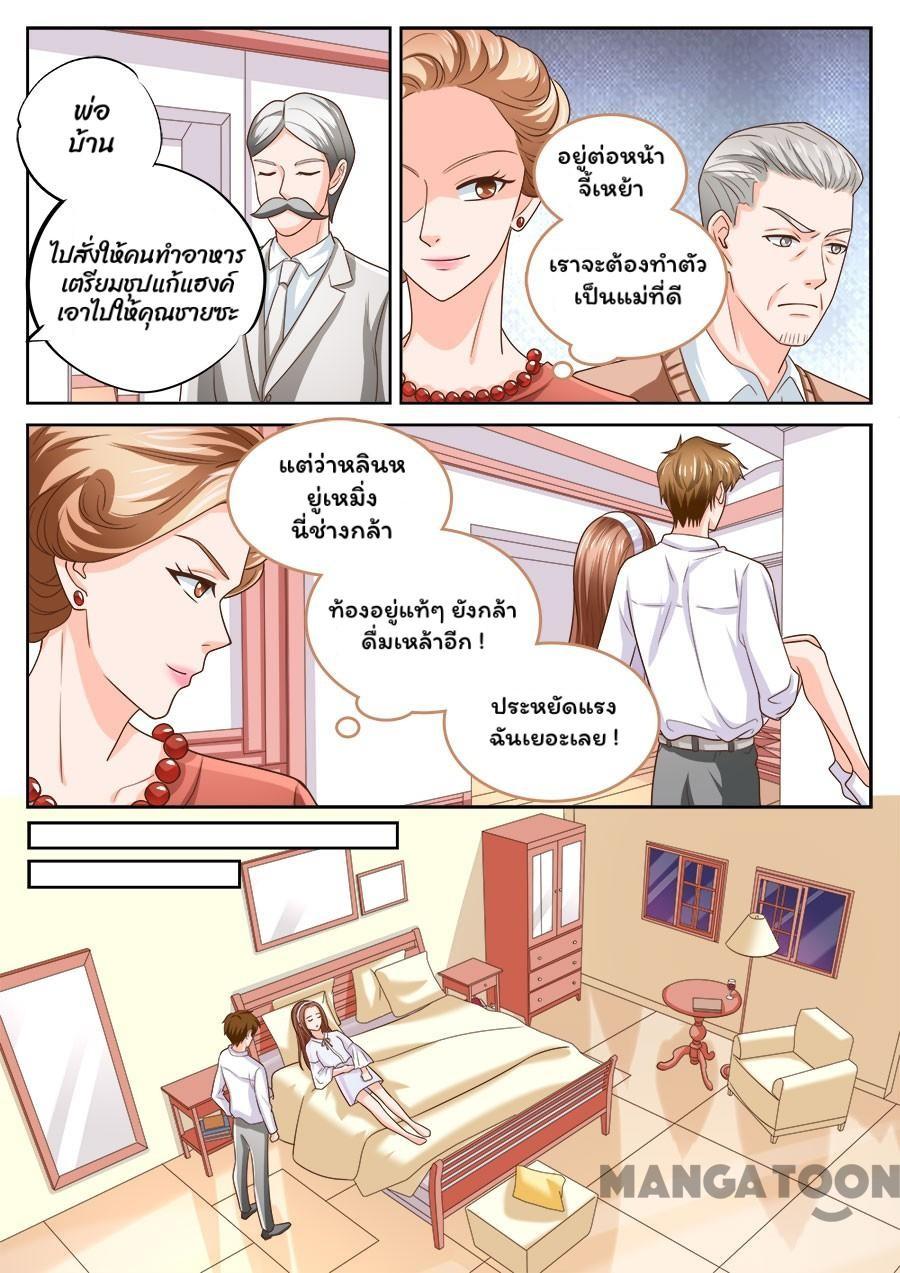 พ่อ
บ้าน
ไปสั่งให้คนทำอาหาร
เตรียมซุปแก้แฮงค์
เอาไปให้คุณชายซะ
อยู่ต่อหน้า
จี้เหย้า
เราจะต้องทำตัว
เป็นแม่ที่ดี
แต่ว่าหลินห
ยู่เหมิ่ง
นี่ช่างกล้า
ท้องอยู่แท้ๆ ยังกล้า
ดื่มเหล้าอีก !
ประหยัดแรง
ฉันเยอะเลย !
MANGATOON